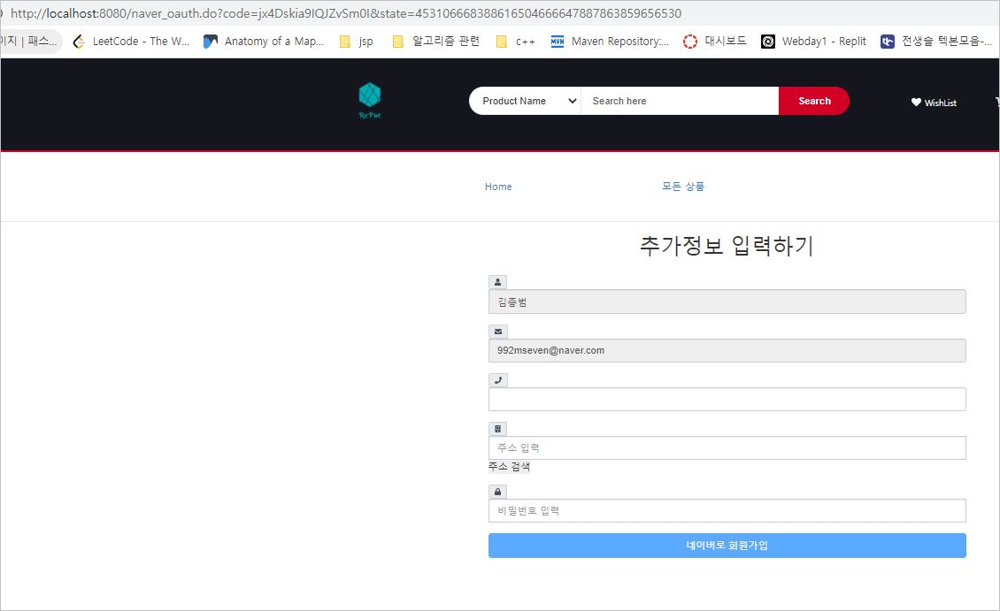 http://localhost:8080/naver_oauth.do?code=jx4Dskia9IQJZvSm0I&state=453106668388616504666647887863859656530
이지 | 패스... LeetCode - The W... Anatomy of a Map... jsp 알고리즘 관련 c++ Maven Repository:... 대시보드 Webday1 - Replit 전생슬 텍본모음-...
RePut
Product Name Search here Search WishList
Home 모든 상품
추가정보 입력하기
김종범
992mseven@naver.com
주소 입력
주소 검색
비밀번호 입력
네이버로 회원가입